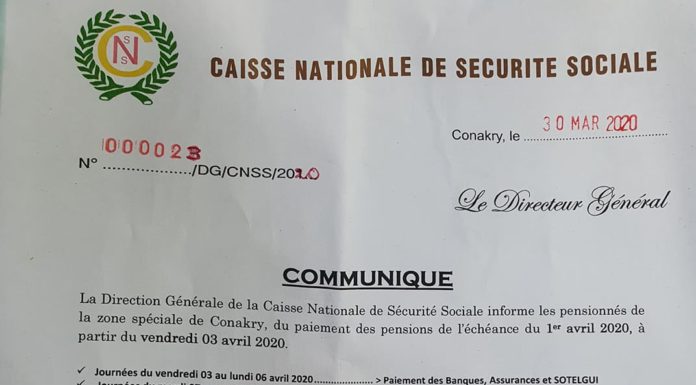 CNSS
CAISSE NATIONALE DE SECURITE SOCIALE
Conakry, le 30 MAR 2020
N° 000023/DG/CNSS/2020
Le Directeur Général
COMMUNIQUE
La Direction Générale de la Caisse Nationale de Sécurité Sociale informe les pensionnés de
la zone spéciale de Conakry, du paiement des pensions de l'échéance du 1er avril 2020, à
partir du vendredi 03 avril 2020.
✓ Journées du vendredi 03 au lundi 06 avril 2020.................... > Paiement des Banques, Assurances et SOTELGUI